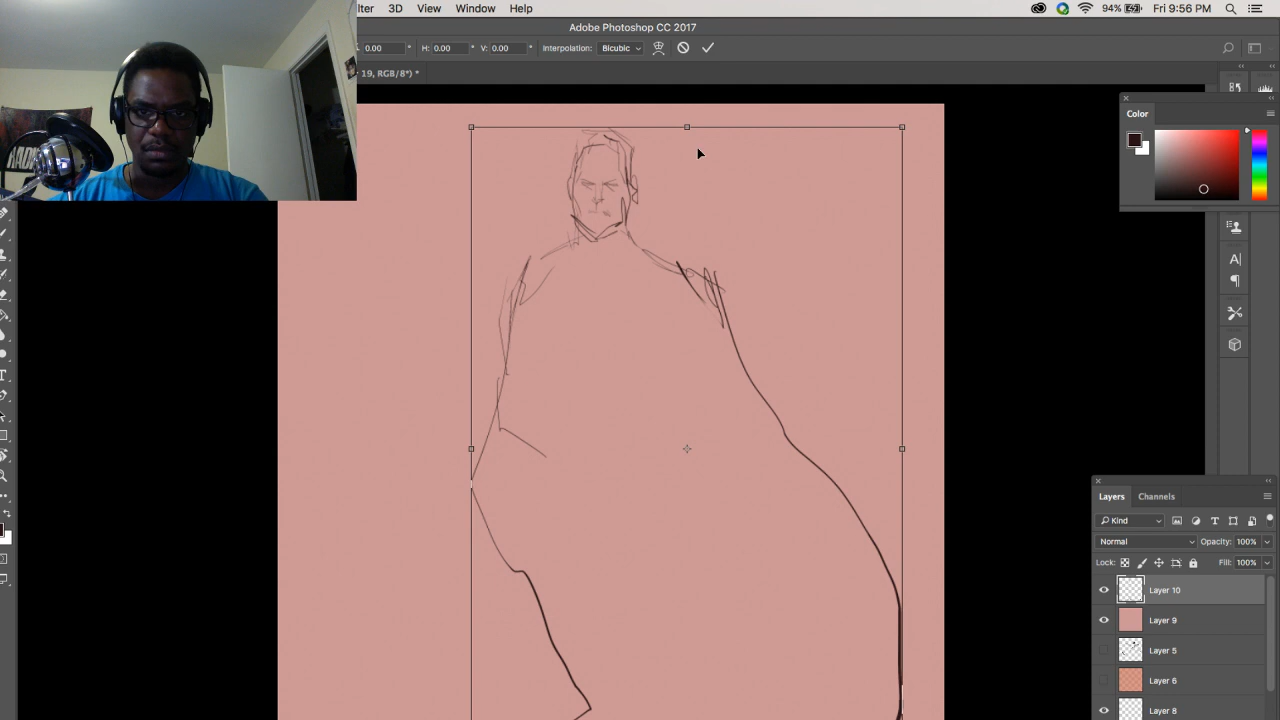 lter 3D View Window Help 94% Fri 9:56 PM
Adobe Photoshop CC 2017
0.00 ° H: 0.00 ° V: 0.00 ° Interpolation: Bicubic
19, RGB/8*) *
Color
RAD
A
T
Layers Channels
Kind
Normal Opacity: 100%
Lock: Fill: 100%
Layer 10
Layer 9
Layer 5
Layer 6
Layer 8